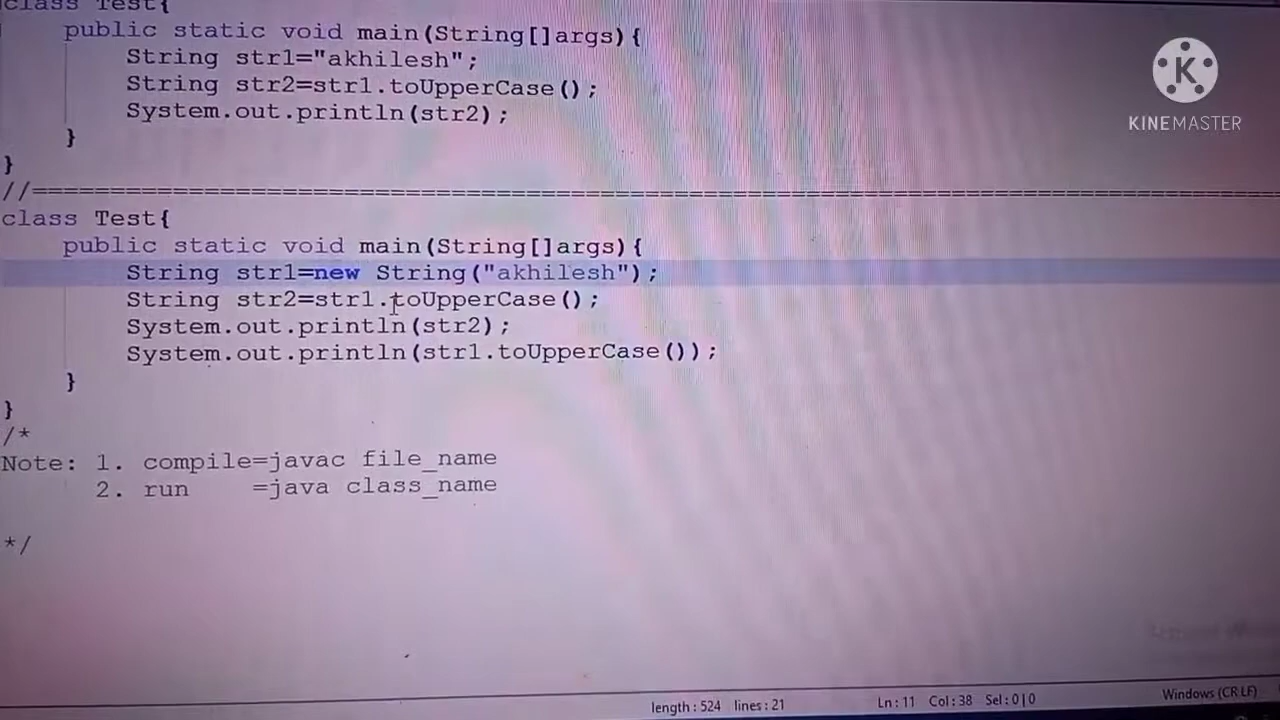 class Test{
public static void main(String[]args){
String str1="akhilesh";
String str2=str1.toUpperCase();
System.out.println(str2);
}
}
//==============================================================================
class Test{
public static void main(String[]args){
String str1=new String("akhilesh");
String str2=str1.toUpperCase();
System.out.println(str2);
System.out.println(str1.toUpperCase());
}
}
/*
Note: 1. compile=javac file_name
2. run =java class_name
*/
length : 524 lines : 21 Ln : 11 Col : 38 Sel : 0 | 0 Windows (CR LF)
KINEMASTER